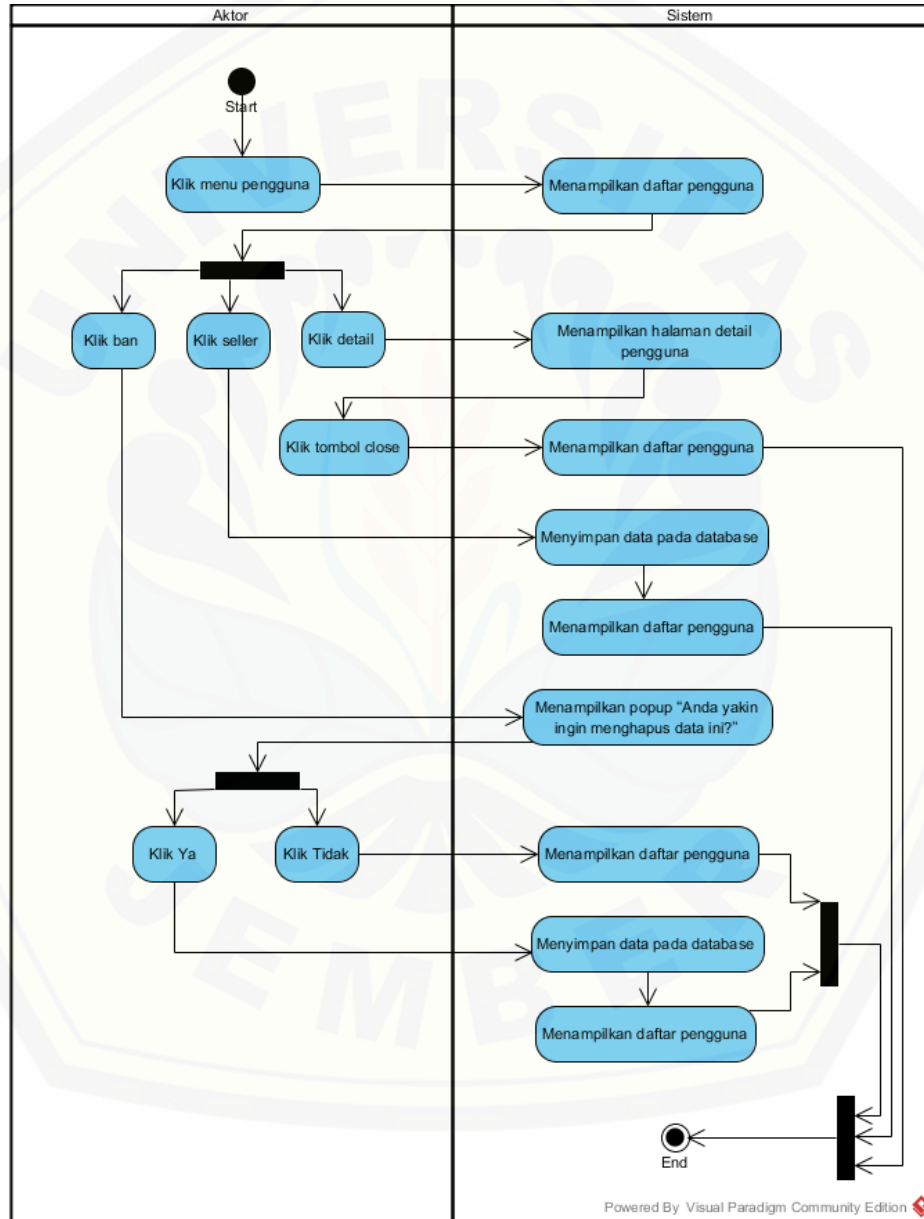 Aktor
Sistem
UNIVERSITAS
Start
Klik menu pengguna
Menampilkan daftar pengguna
Klik ban
Klik seller
Klik detail
Menampilkan halaman detail
pengguna
Klik tombol close
Menampilkan daftar pengguna
Menyimpan data pada database
Menampilkan daftar pengguna
Menampilkan popup "Anda yakin
ingin menghapus data ini?"
Klik Ya
Klik Tidak
Menampilkan daftar pengguna
Menyimpan data pada database
Menampilkan daftar pengguna
End
Powered By Visual Paradigm Community Edition